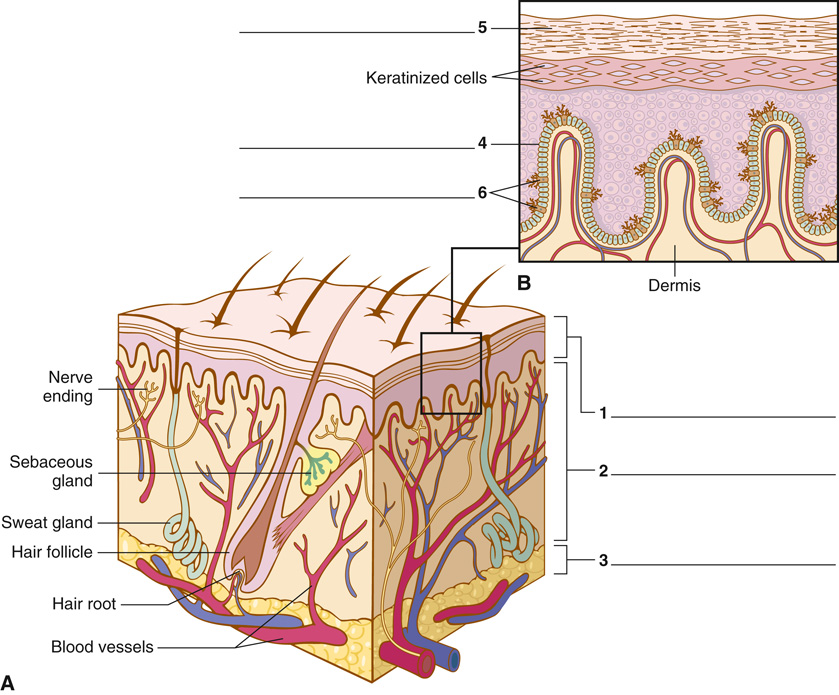 5
Keratinized cells
4
6
B
Dermis
Nerve
ending
1
Sebaceous
gland
2
Sweat gland
Hair follicle
3
Hair root
Blood vessels
A